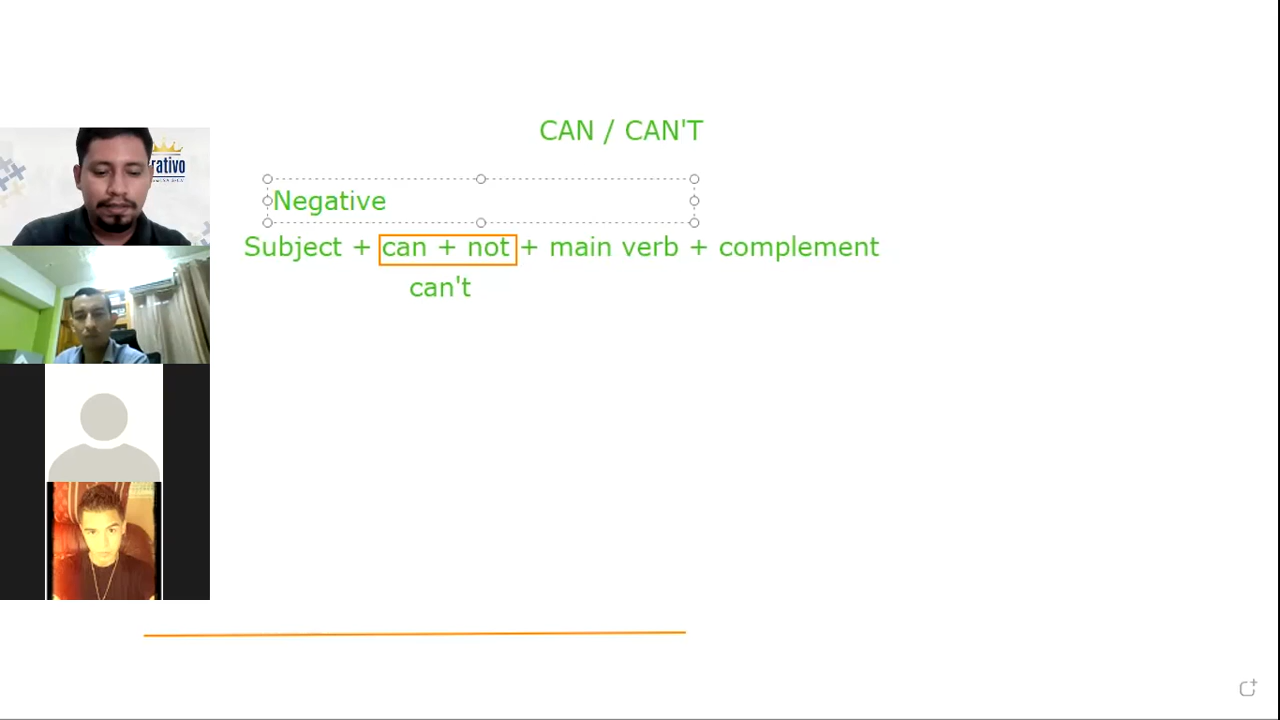 CAN / CAN'T
rativo
Negative
Subject + can + not + main verb + complement
can't